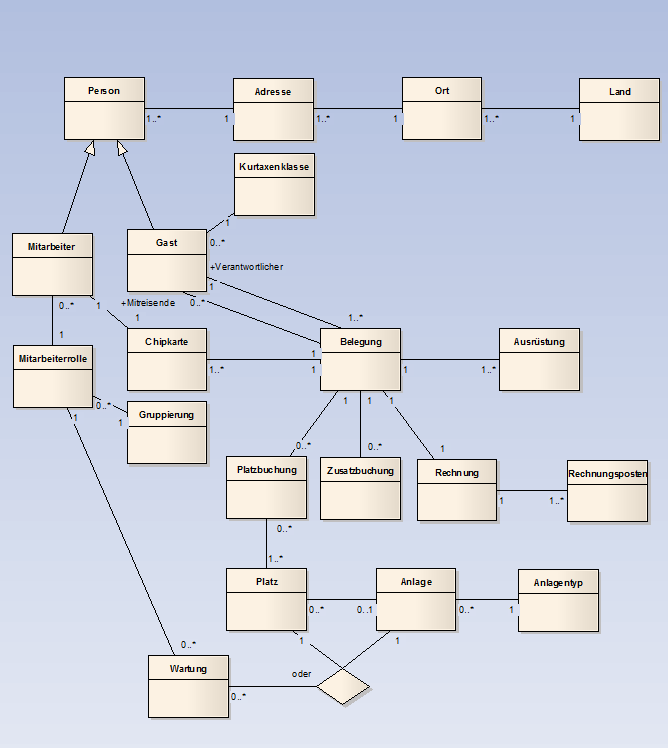 Person
Adresse
Ort
Land
1..*
1
1..*
1
1..*
1
Kurtaxenklasse
1
Mitarbeiter
Gast
0..*
+Verantwortlicher
1
+Mitreisende
0..*
0..*
1
1
1..*
1
Mitarbeiterrolle
Chipkarte
Belegung
Ausrüstung
1
1..*
1
1
1..*
0..*
1
Gruppierung
1
1
1
1
0..*
0..*
1
Platzbuchung
Zusatzbuchung
Rechnung
Rechnungsposten
1
1..*
0..*
1..*
Platz
Anlage
Anlagentyp
0..*
0..1
0..*
1
1
1
0..*
Wartung
oder
0..*